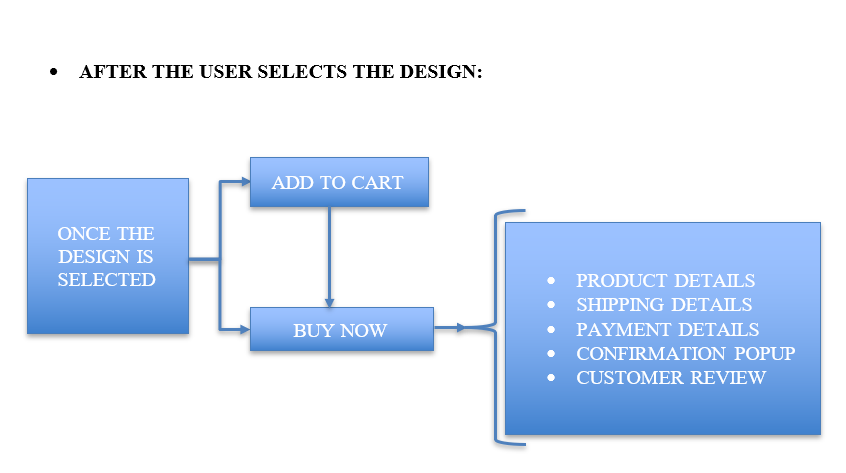 • AFTER THE USER SELECTS THE DESIGN:
ONCE THE
DESIGN IS
SELECTED
ADD TO CART
BUY NOW
• PRODUCT DETAILS
• SHIPPING DETAILS
• PAYMENT DETAILS
• CONFIRMATION POPUP
• CUSTOMER REVIEW